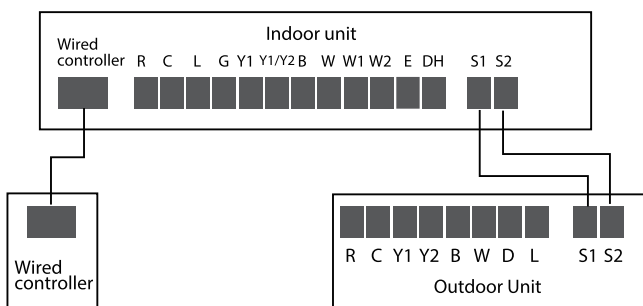 Indoor unit
Wired
controller
R C L G Y1 Y1/Y2 B W W1 W2 E DH S1 S2
R C Y1 Y2 B W D L S1 S2
Wired
controller
Outdoor Unit